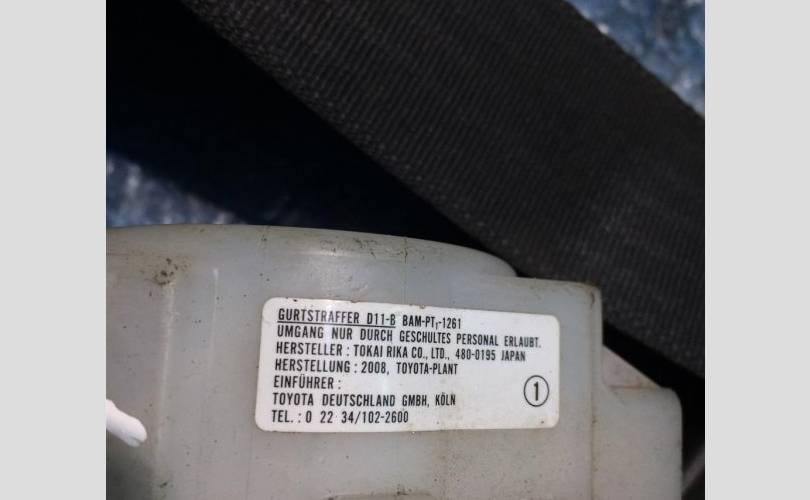 GURTSTRAFFER D11-B BAM-PT₁-1261
UMGANG NUR DURCH GESCHULTES PERSONAL ERLAUBT.
HERSTELLER : TOKAI RIKA CO., LTD., 480-0195 JAPAN
HERSTELLUNG : 2008, TOYOTA-PLANT
EINFÜHRER :
TOYOTA DEUTSCHLAND GMBH, KÖLN
TEL. : 0 22 34/102-2600
1